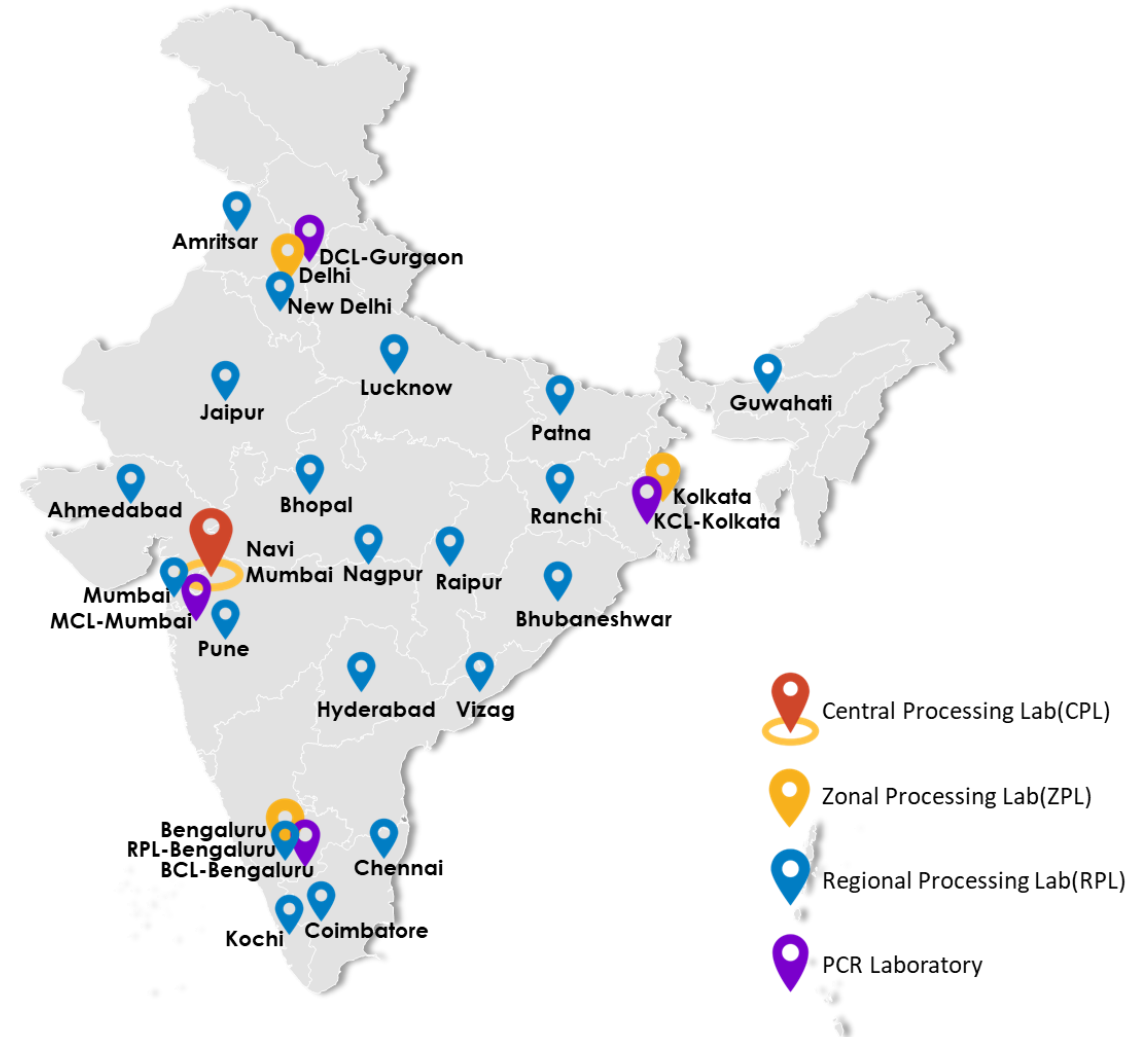 Amritsar
DCL-Gurgaon
Delhi
New Delhi
Lucknow
Jaipur
Guwahati
Patna
Ahmedabad
Bhopal
Ranchi
Kolkata
KCL-Kolkata
Navi
Mumbai
Nagpur
Raipur
Mumbai
MCL-Mumbai
Bhubaneshwar
Pune
Hyderabad
Vizag
Bengaluru
RPL-Bengaluru
BCL-Bengaluru
Chennai
Kochi
Coimbatore
Central Processing Lab(CPL)
Zonal Processing Lab(ZPL)
Regional Processing Lab(RPL)
PCR Laboratory